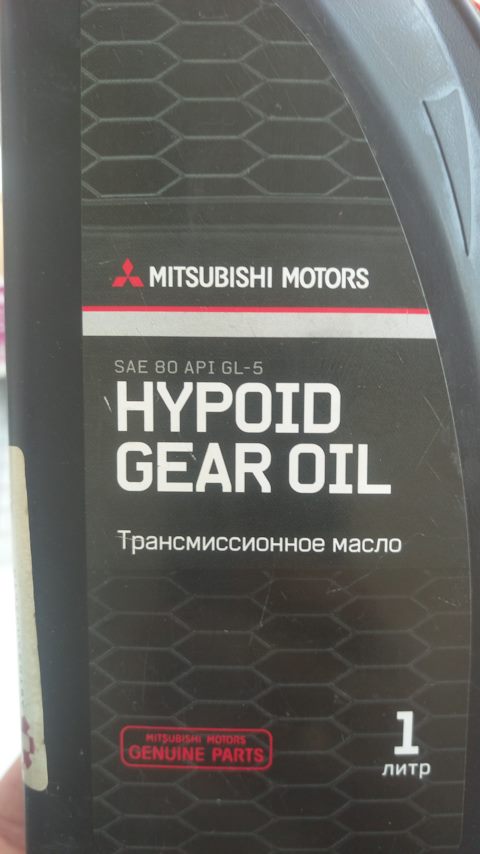 MITSUBISHI MOTORS
SAE 80 API GL-5
HYPOID
GEAR OIL
Трансмиссионное масло
MITSUBISHI MOTORS
GENUINE PARTS
1
литр